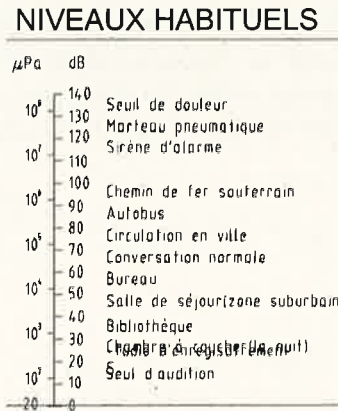 NIVEAUX HABITUELS
µPa dB
140 Seuil de douleur
10⁸ 130 Marteau pneumatique
120 Sirène d'alarme
10⁷ 110
100 Chemin de fer souterrain
10⁶ 90 Autobus
80 Circulation en ville
10⁵ 70 Conversation normale
60 Bureau
10⁴ 50 Salle de séjour(zone suburbain
40 Bibliothèque
10³ 30 Chambre à coucher(la nuit)
20 Studio d'enregistrement
10² 10 Seuil d'audition
20 0